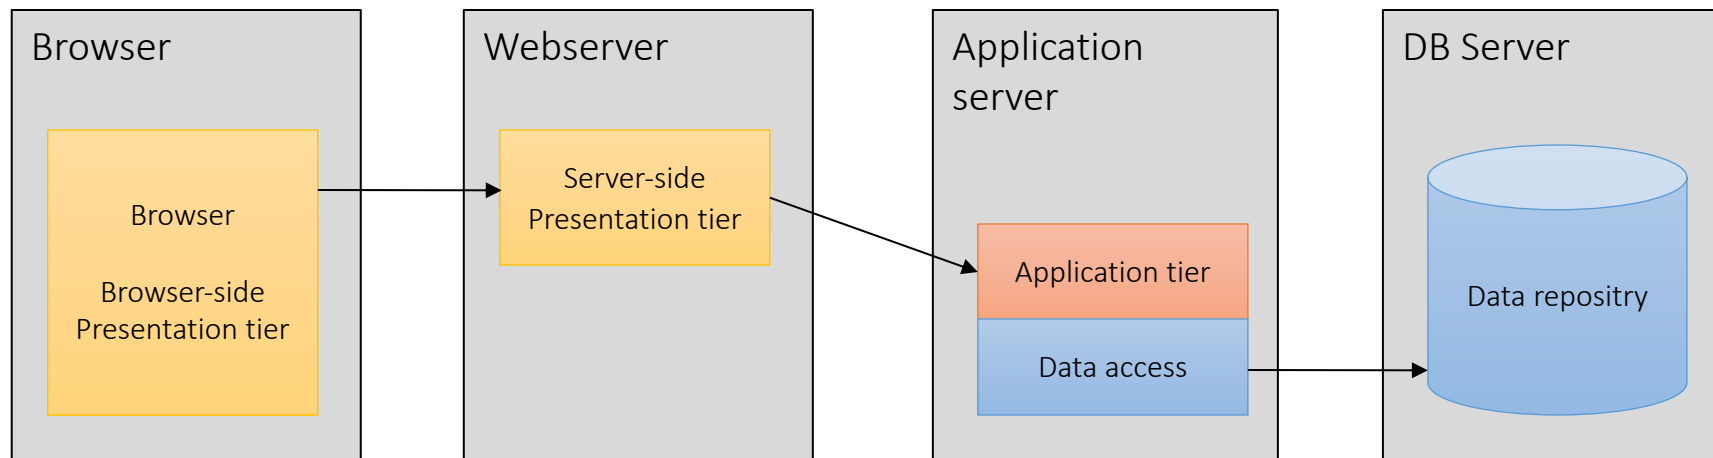 Browser
Browser
Browser-side
Presentation tier
Webserver
Server-side
Presentation tier
Application
server
Application tier
Data access
DB Server
Data repositry